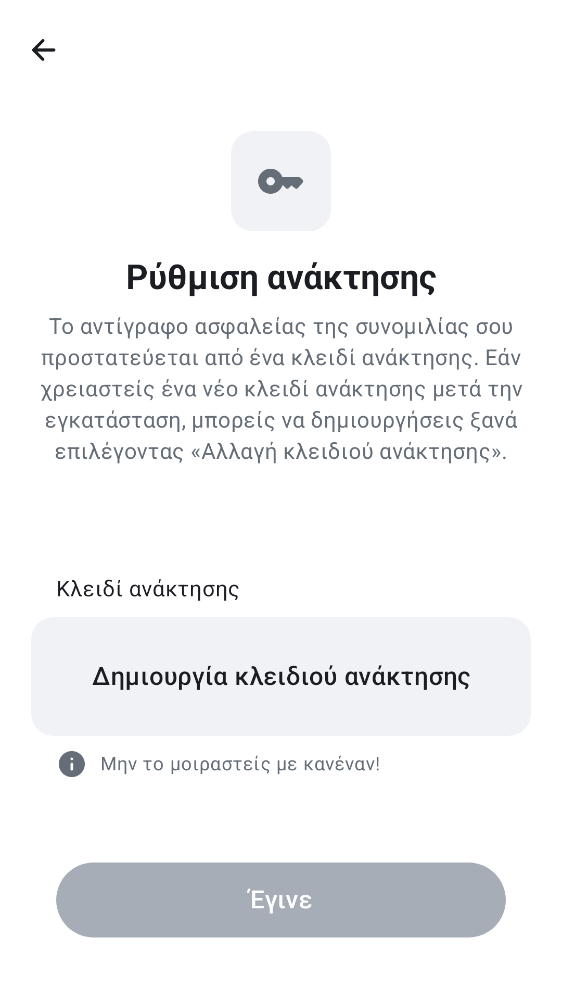 Ρύθμιση ανάκτησης
Το αντίγραφο ασφαλείας της συνομιλίας σου
προστατεύεται από ένα κλειδί ανάκτησης. Εάν
χρειαστείς ένα νέο κλειδί ανάκτησης μετά την
εγκατάσταση, μπορείς να δημιουργήσεις ξανά
επιλέγοντας «Αλλαγή κλειδιού ανάκτησης».
Κλειδί ανάκτησης
Δημιουργία κλειδιού ανάκτησης
Μην το μοιραστείς με κανέναν!
Έγινε